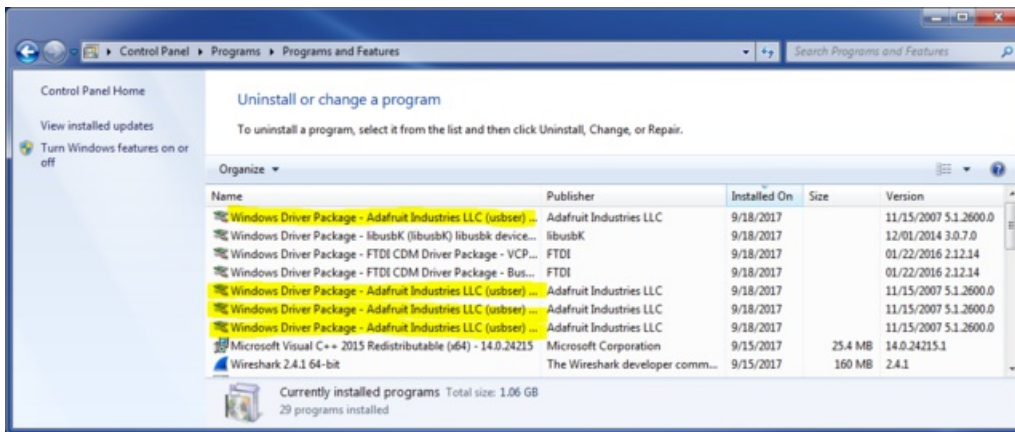 Control Panel ▸ Programs ▸ Programs and Features
Search Programs and Features
Control Panel Home
View installed updates
Turn Windows features on or off
Uninstall or change a program
To uninstall a program, select it from the list and then click Uninstall, Change, or Repair.
Organize
Name Publisher Installed On Size Version
Windows Driver Package - Adafruit Industries LLC (usbser) ... Adafruit Industries LLC 9/18/2017 11/15/2007 5.1.2600.0
Windows Driver Package - libusbK (libusbK) libusbk device... libusbK 9/18/2017 12/01/2014 3.0.7.0
Windows Driver Package - FTDI CDM Driver Package - VCP... FTDI 9/18/2017 01/22/2016 2.12.14
Windows Driver Package - FTDI CDM Driver Package - Bus... FTDI 9/18/2017 01/22/2016 2.12.14
Windows Driver Package - Adafruit Industries LLC (usbser) ... Adafruit Industries LLC 9/18/2017 11/15/2007 5.1.2600.0
Windows Driver Package - Adafruit Industries LLC (usbser) ... Adafruit Industries LLC 9/18/2017 11/15/2007 5.1.2600.0
Windows Driver Package - Adafruit Industries LLC (usbser) ... Adafruit Industries LLC 9/18/2017 11/15/2007 5.1.2600.0
Microsoft Visual C++ 2015 Redistributable (x64) - 14.0.24215 Microsoft Corporation 9/15/2017 25.4 MB 14.0.24215.1
Wireshark 2.4.1 64-bit The Wireshark developer comm... 9/15/2017 160 MB 2.4.1
Currently installed programs Total size: 1.06 GB
29 programs installed